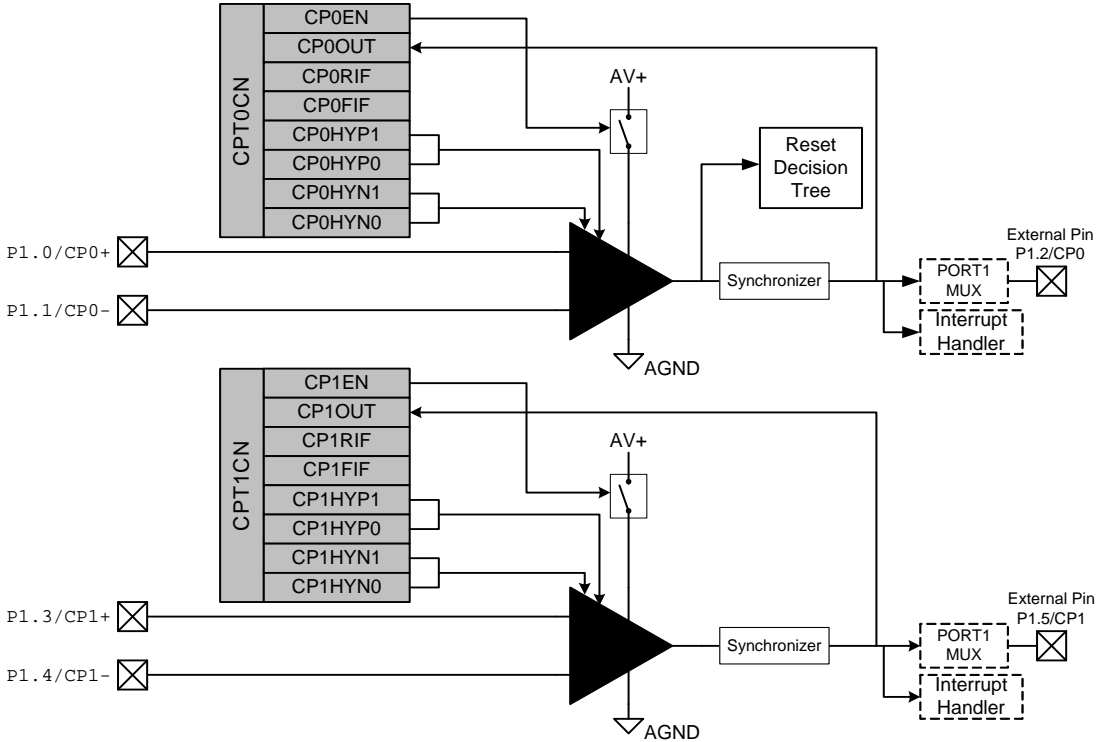 CPT0CN
CP0EN
CP0OUT
CP0RIF
CP0FIF
CP0HYP1
CP0HYP0
CP0HYN1
CP0HYN0
AV+
Reset
Decision
Tree
P1.0/CP0+
P1.1/CP0-
Synchronizer
PORT1
MUX
External Pin
P1.2/CP0
Interrupt
Handler
AGND
CPT1CN
CP1EN
CP1OUT
CP1RIF
CP1FIF
CP1HYP1
CP1HYP0
CP1HYN1
CP1HYN0
AV+
P1.3/CP1+
P1.4/CP1-
Synchronizer
PORT1
MUX
External Pin
P1.5/CP1
Interrupt
Handler
AGND